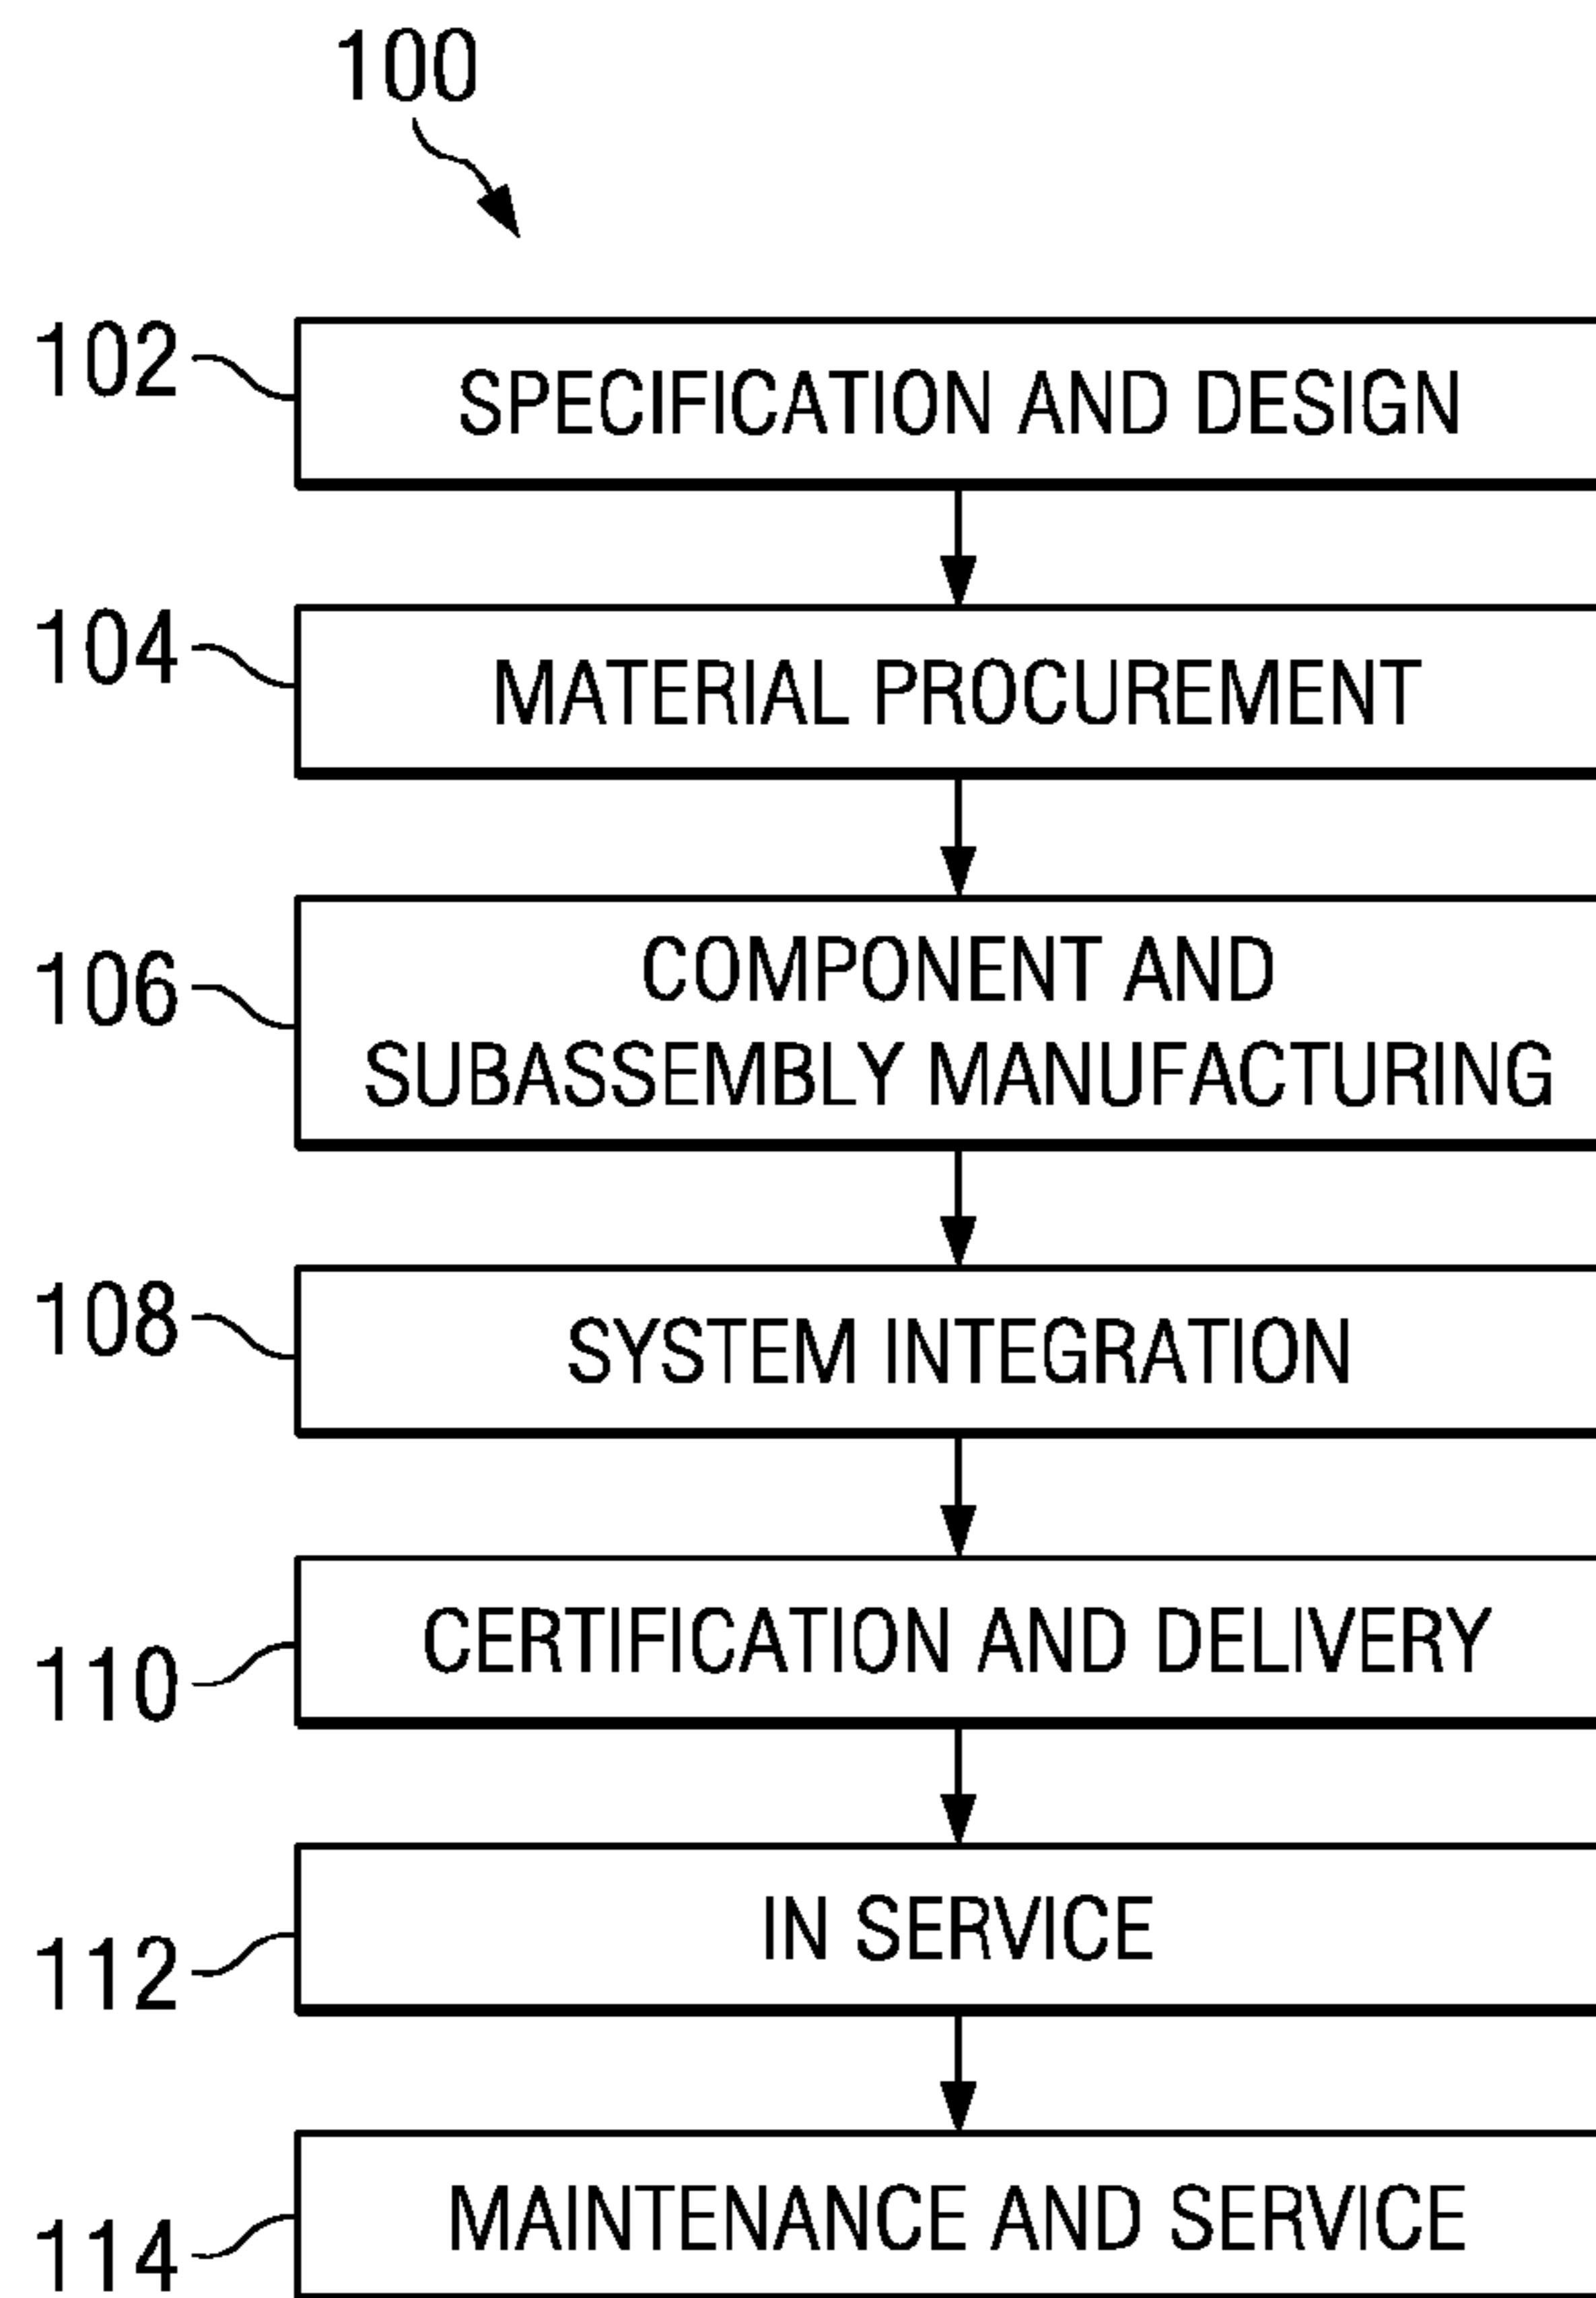 100
102
SPECIFICATION AND DESIGN
104
MATERIAL PROCUREMENT
106
COMPONENT AND
SUBASSEMBLY MANUFACTURING
108
SYSTEM INTEGRATION
110
CERTIFICATION AND DELIVERY
112
IN SERVICE
114
MAINTENANCE AND SERVICE